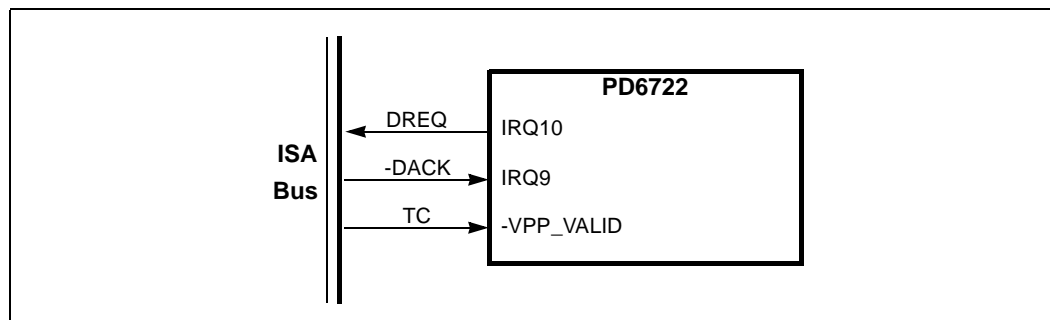 PD6722
DREQ
IRQ10
ISA
Bus
-DACK
IRQ9
TC
-VPP_VALID